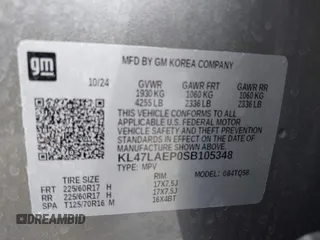 gm
MFD BY GM KOREA COMPANY
10/24 GVWR GAWR FRT GAWR RR
1930 KG 1060 KG 1060 KG
4255 LB 2336 LB 2336 LB
THIS VEHICLE CONFORMS TO ALL APPLICABLE
U.S. FEDERAL MOTOR VEHICLE SAFETY,
BUMPER, AND THEFT PREVENTION STANDARDS
IN EFFECT ON THE DATE OF MANUFACTURE
SHOWN ABOVE.
KL47LAEP0SB105348
TYPE: MPV MODEL:
TIRE SIZE RIM
FRT 225/60R17 H 17X7.5J
RR 225/60R17 H 17X7.5J
SPA T125/70R16 M 16X4BT
DREAMBID